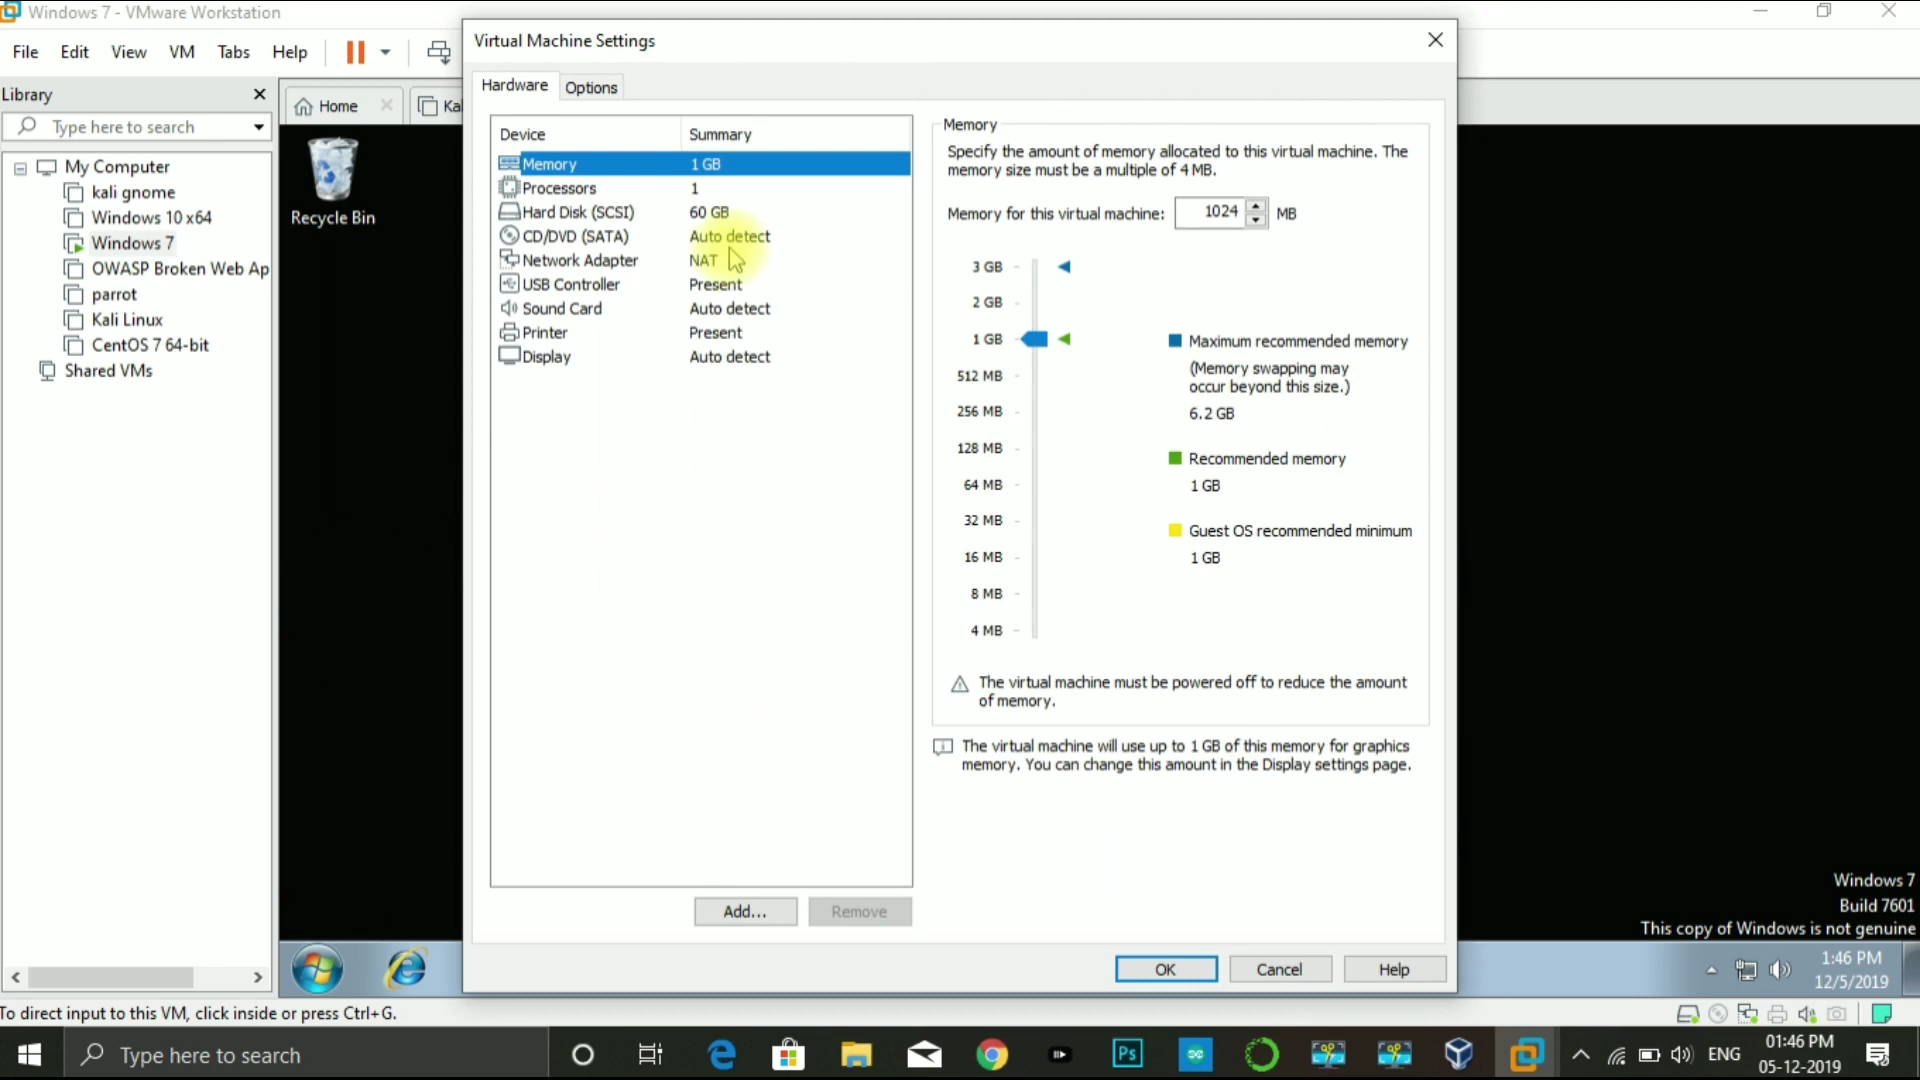 Windows 7 - VMware Workstation
File Edit View VM Tabs Help
Library
Type here to search
My Computer
kali gnome
Windows 10 x64
Windows 7
OWASP Broken Web Ap
parrot
Kali Linux
CentOS 7 64-bit
Shared VMs
Home
Ka
Recycle Bin
Virtual Machine Settings
Hardware Options
Device Summary
Memory 1 GB
Processors 1
Hard Disk (SCSI) 60 GB
CD/DVD (SATA) Auto detect
Network Adapter NAT
USB Controller Present
Sound Card Auto detect
Printer Present
Display Auto detect
Add... Remove
Memory
Specify the amount of memory allocated to this virtual machine. The
memory size must be a multiple of 4 MB.
Memory for this virtual machine: 1024 MB
3 GB
2 GB
1 GB
512 MB
256 MB
128 MB
64 MB
32 MB
16 MB
8 MB
4 MB
Maximum recommended memory
(Memory swapping may
occur beyond this size.)
6.2 GB
Recommended memory
1 GB
Guest OS recommended minimum
1 GB
The virtual machine must be powered off to reduce the amount
of memory.
The virtual machine will use up to 1 GB of this memory for graphics
memory. You can change this amount in the Display settings page.
OK Cancel Help
Windows 7
Build 7601
This copy of Windows is not genuine
1:46 PM
12/5/2019
To direct input to this VM, click inside or press Ctrl+G.
Type here to search
Ps
ENG
01:46 PM
05-12-2019